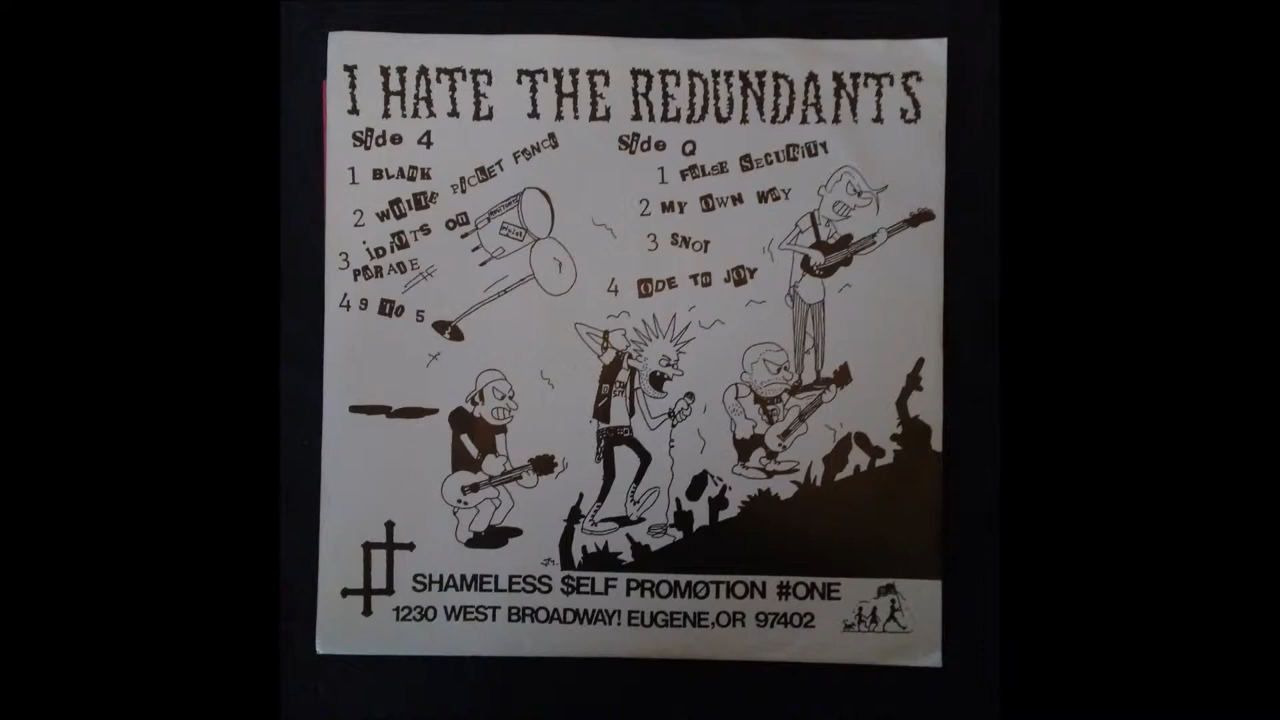 I HATE THE REDUNDANTS
Side 4
1 BLANK
2 WHITE PICKET FENCE
3 iDiOTS ON
PARADE
4 9 TO 5
Side Q
1 FALSE SECURITY
2 MY OWN WAY
3 SNOT
4 ODE TO JOY
SHAMELESS $ELF PROMØTION #ONE
1230 WEST BROADWAY! EUGENE,OR 97402